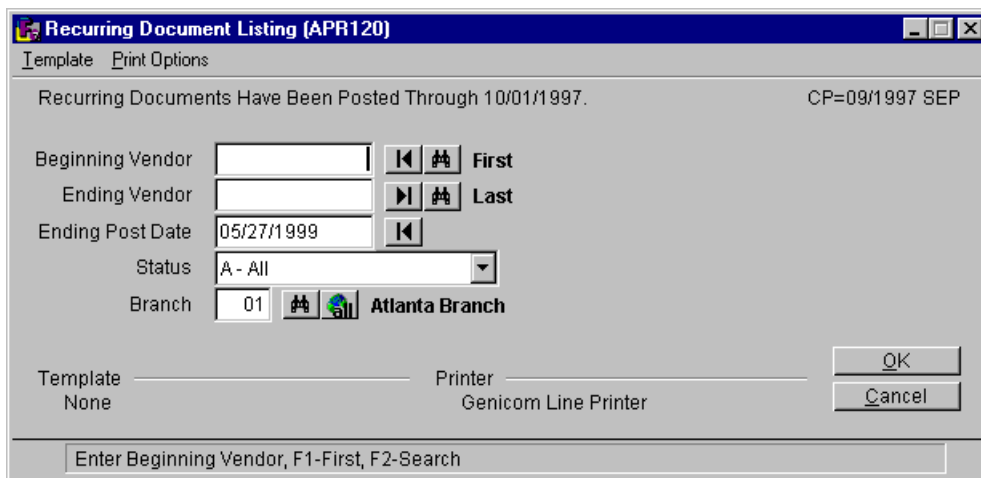 Recurring Document Listing (APR120)
Template Print Options
Recurring Documents Have Been Posted Through 10/01/1997. CP=09/1997 SEP
Beginning Vendor First
Ending Vendor Last
Ending Post Date 05/27/1999
Status A - All
Branch 01 All Atlanta Branch
OK
Template Printer
None Genicom Line Printer
Cancel
Enter Beginning Vendor, F1-First, F2-Search